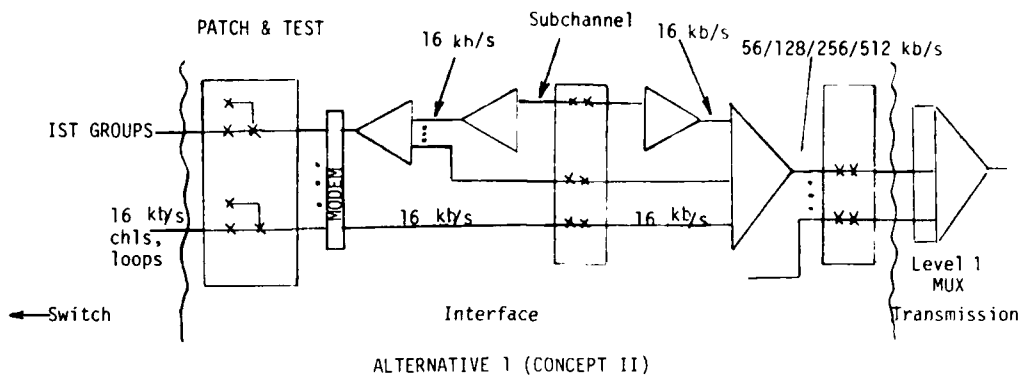 PATCH & TEST
Subchannel
16 kh/s
16 kb/s
56/128/256/512 kb/s
IST GROUPS
MODEM
16 kb/s
chls,
loops
16 kb/s
16 kb/s
Level 1
MUX
Switch
Interface
Transmission
ALTERNATIVE 1 (CONCEPT II)